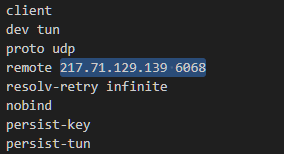 client
dev tun
proto udp
remote 217.71.129.139 6068
resolv-retry infinite
nobind
persist-key
persist-tun